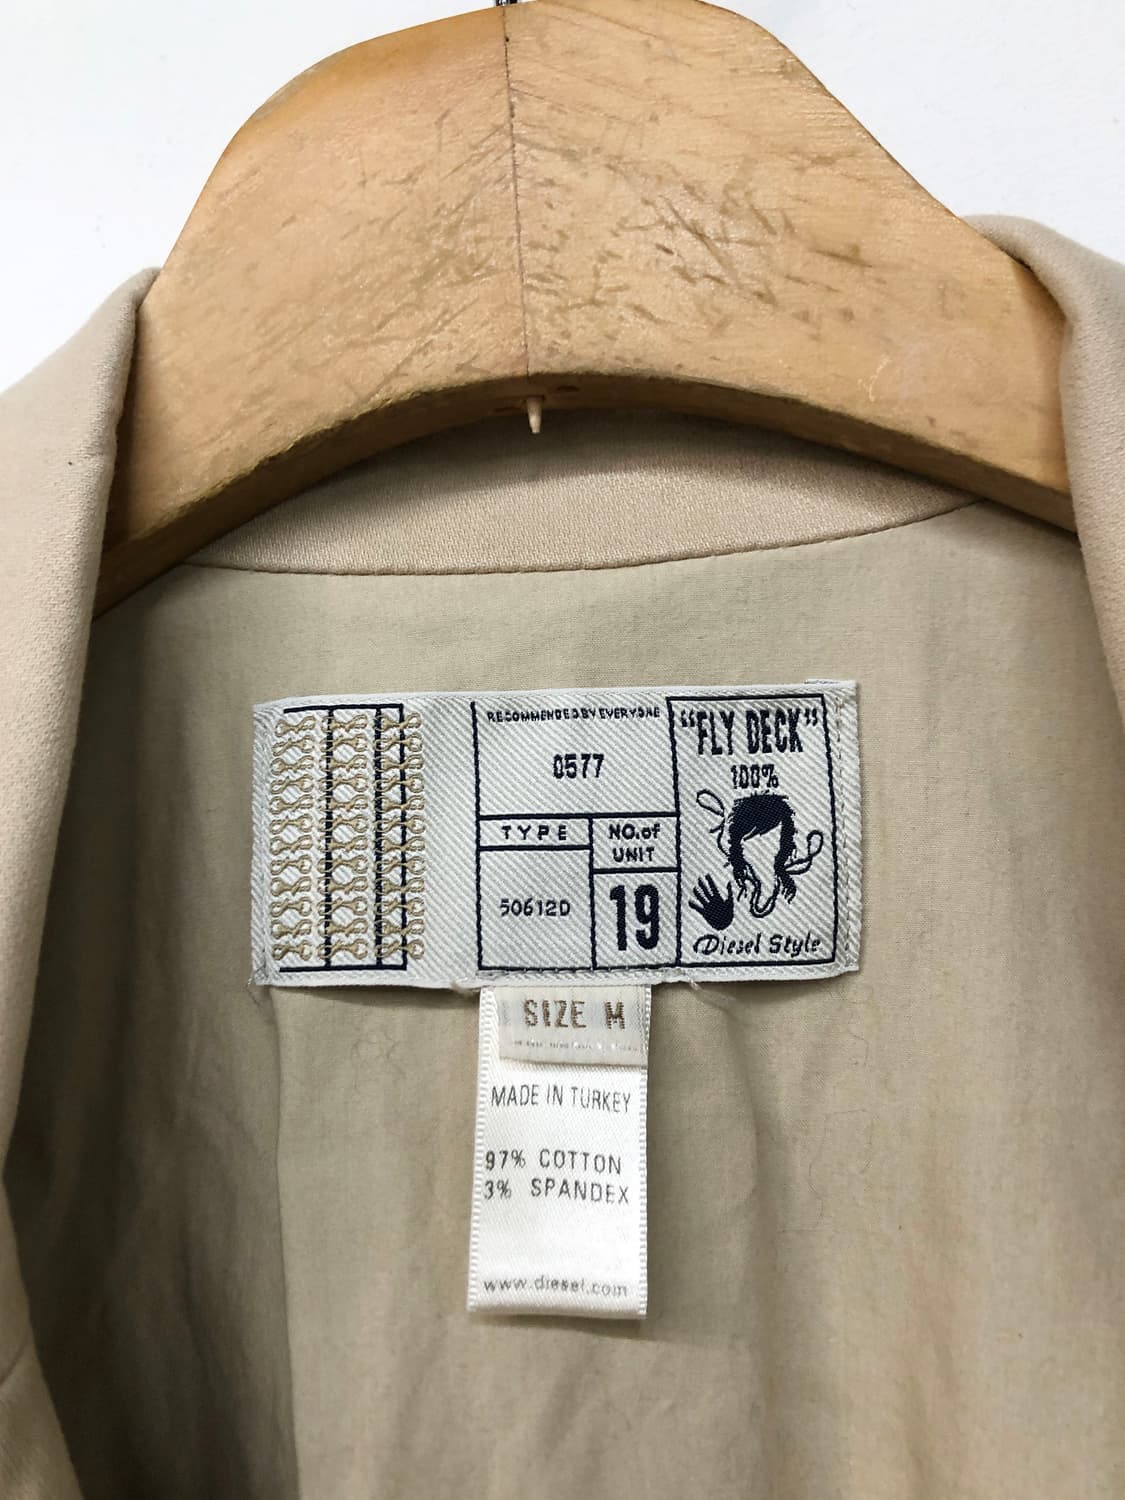 RECOMMENDED BY EVERYONE
0577
TYPE
50612D
NO. of
UNIT
19
“FLY DECK”
100%
Diesel Style
SIZE M
MADE IN TURKEY
97% COTTON
3% SPANDEX
www.diesel.com